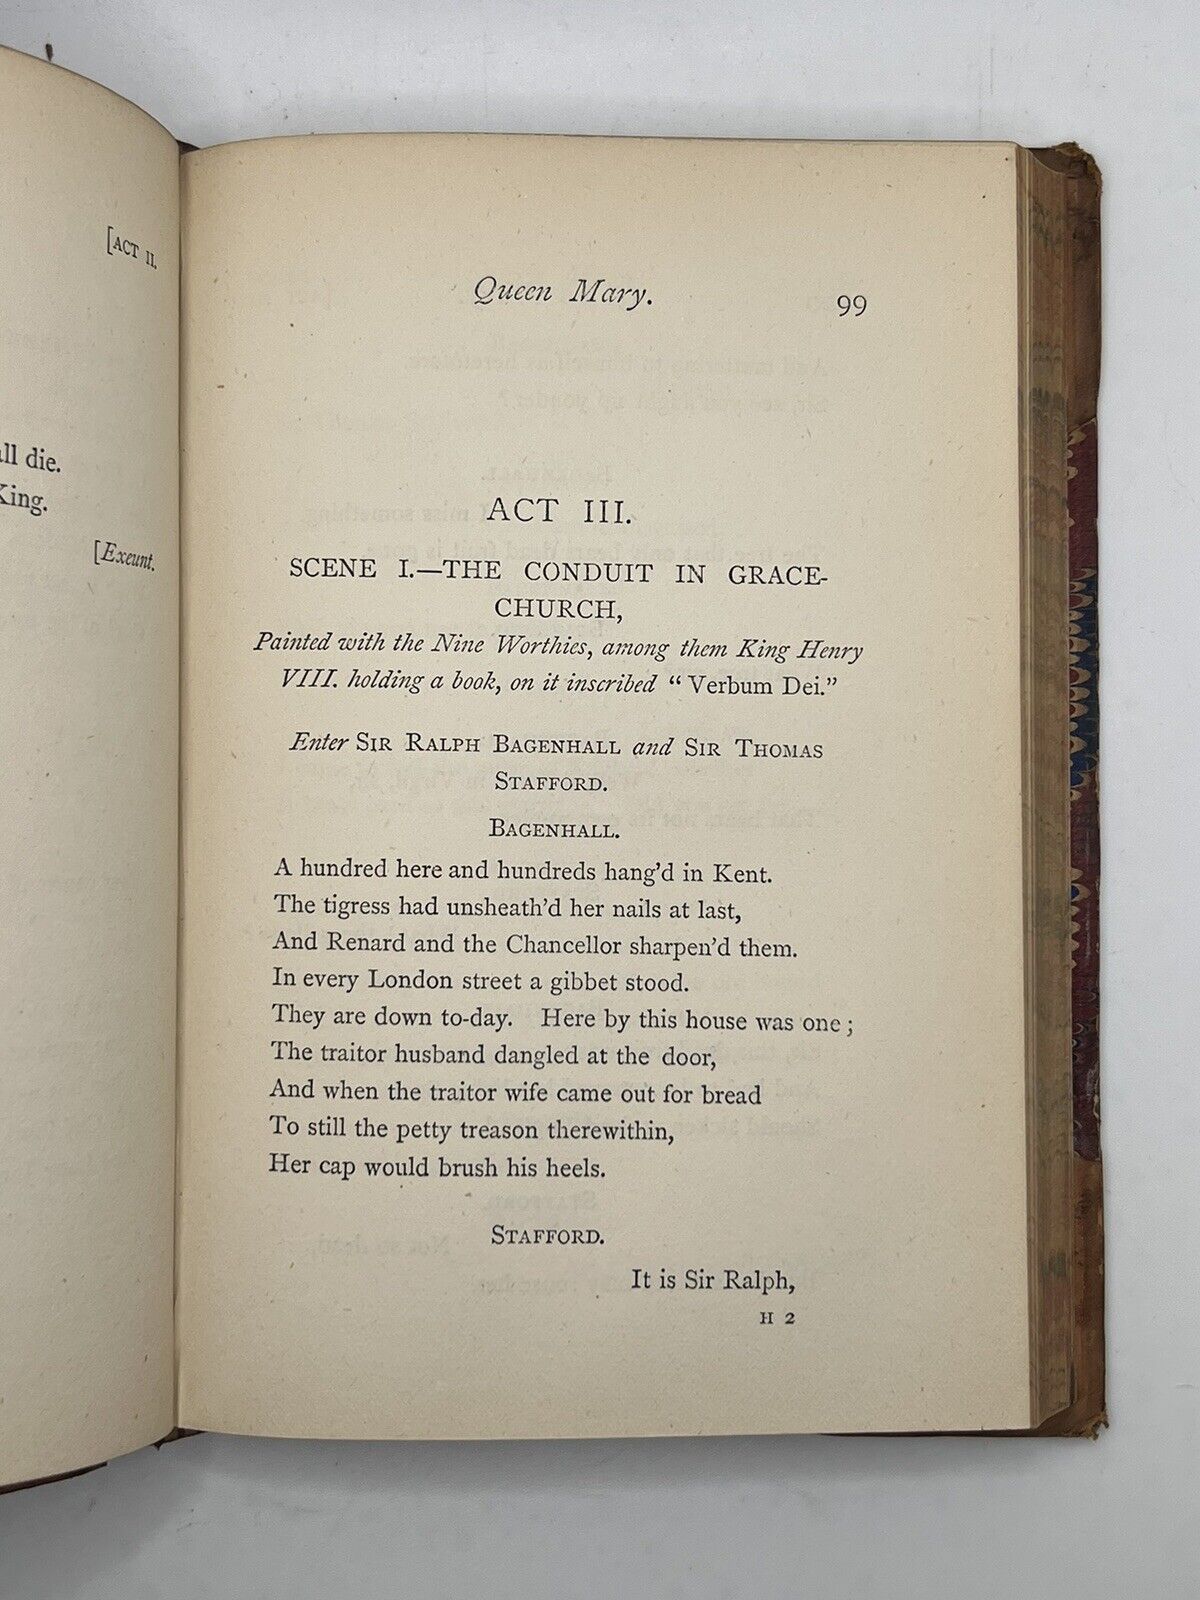 [ACT II.
all die.
King.
[Exeunt.
Queen Mary.
99
ACT III.
SCENE I.—THE CONDUIT IN GRACE-
CHURCH,
Painted with the Nine Worthies, among them King Henry
VIII. holding a book, on it inscribed “Verbum Dei.”
Enter SIR RALPH BAGENHALL and SIR THOMAS
STAFFORD.
BAGENHALL.
A hundred here and hundreds hang’d in Kent.
The tigress had unsheath’d her nails at last,
And Renard and the Chancellor sharpen’d them.
In every London street a gibbet stood.
They are down to-day. Here by this house was one;
The traitor husband dangled at the door,
And when the traitor wife came out for bread
To still the petty treason therewithin,
Her cap would brush his heels.
STAFFORD.
It is Sir Ralph,
H 2